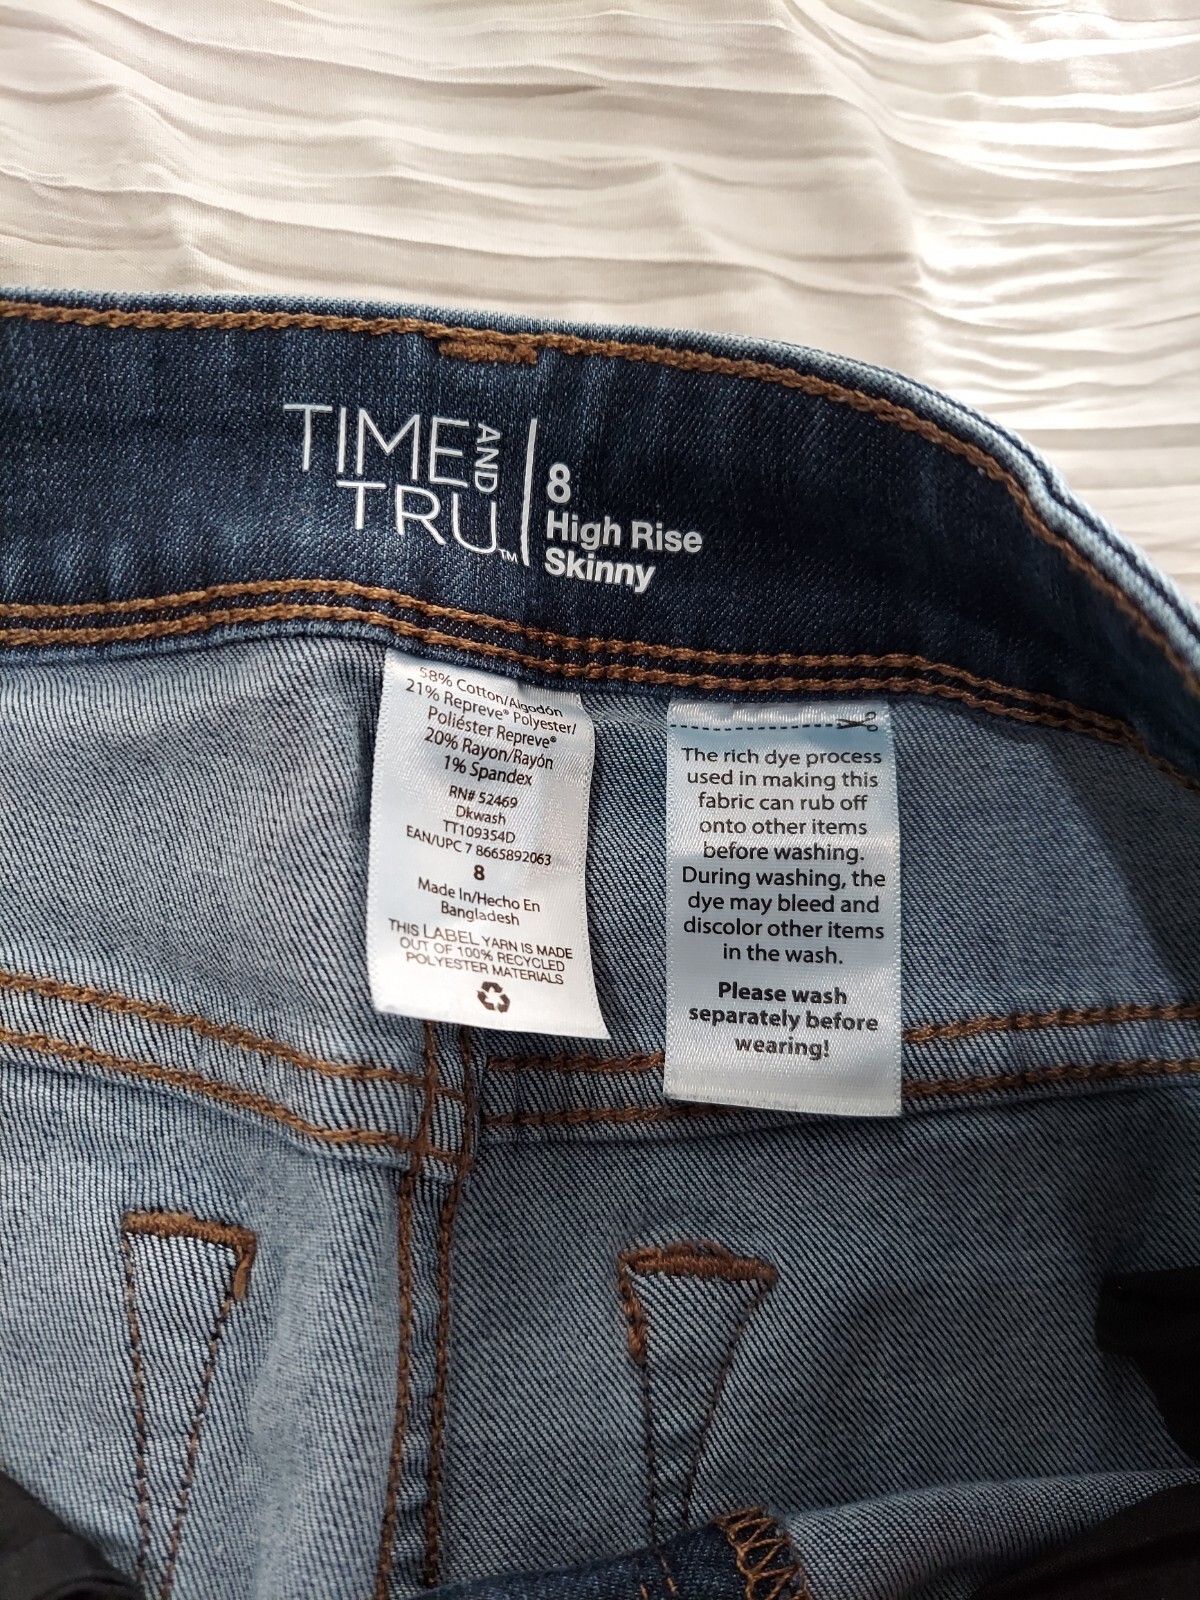 TIME AND
TRU™
8
High Rise
Skinny
58% Cotton/Algodón
21% Repreve® Polyester/
Poliéster Repreve®
20% Rayon/Rayón
1% Spandex
RN# 52469
Dkwash
TT109354D
EAN/UPC 7 8665892063
8
Made In/Hecho En
Bangladesh
THIS LABEL YARN IS MADE
OUT OF 100% RECYCLED
POLYESTER MATERIALS
The rich dye process
used in making this
fabric can rub off
onto other items
before washing.
During washing, the
dye may bleed and
discolor other items
in the wash.
Please wash
separately before
wearing!